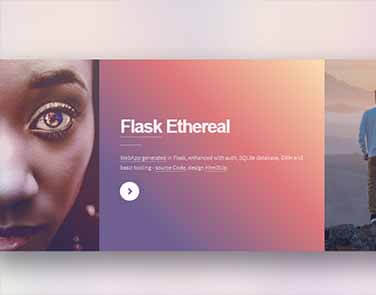 Flask Ethereal
WebApp generated in Flask, enhanced with auth, SQLite database, ORM and
basic tooling - source Code, design Html5Up.